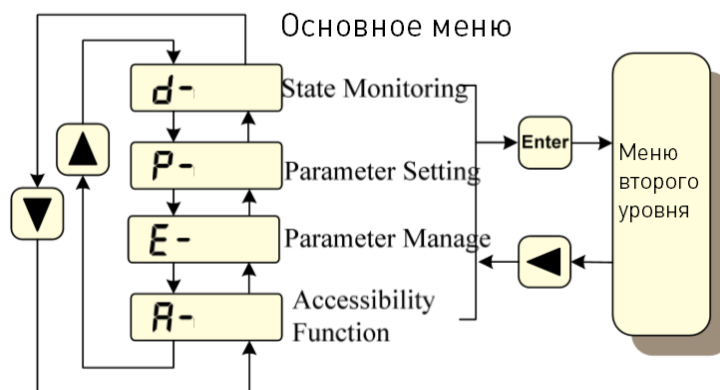 Основное меню
d-
State Monitoring
P-
Parameter Setting
E-
Parameter Manage
A-
Accessibility
Function
Enter
Меню
второго
уровня